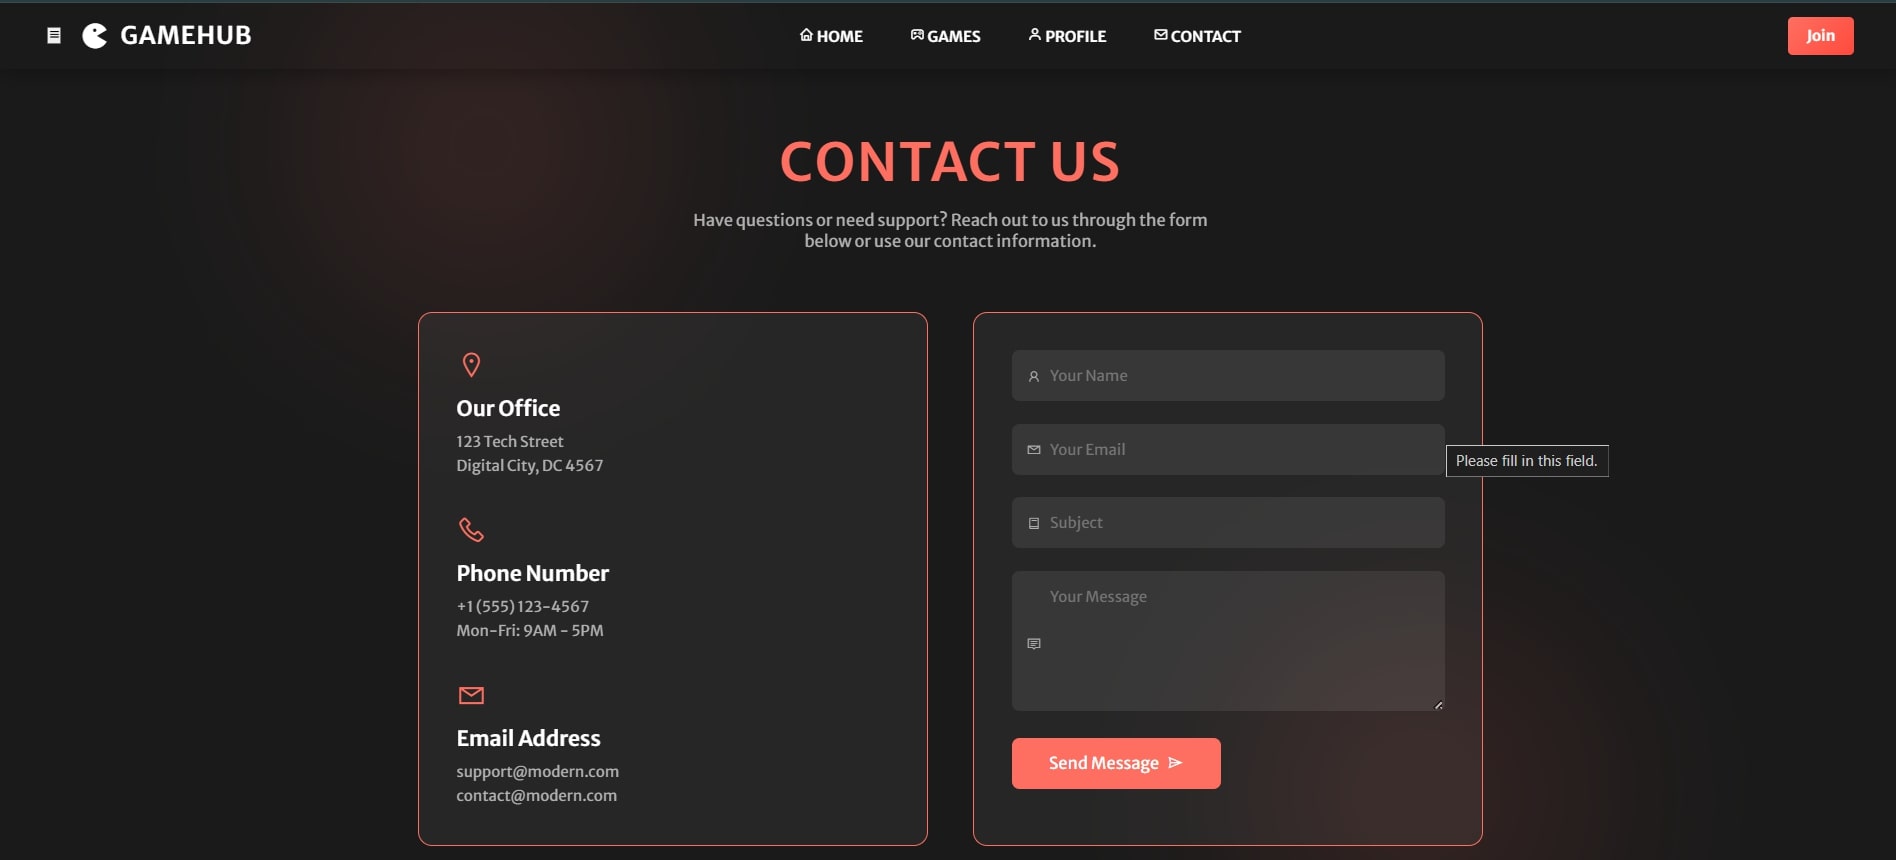 GAMEHUB
HOME
GAMES
PROFILE
CONTACT
Join
CONTACT US
Have questions or need support? Reach out to us through the form
below or use our contact information.
Our Office
123 Tech Street
Digital City, DC 4567
Phone Number
+1 (555) 123-4567
Mon-Fri: 9AM - 5PM
Email Address
support@modern.com
contact@modern.com
Your Name
Your Email
Please fill in this field.
Subject
Your Message
Send Message